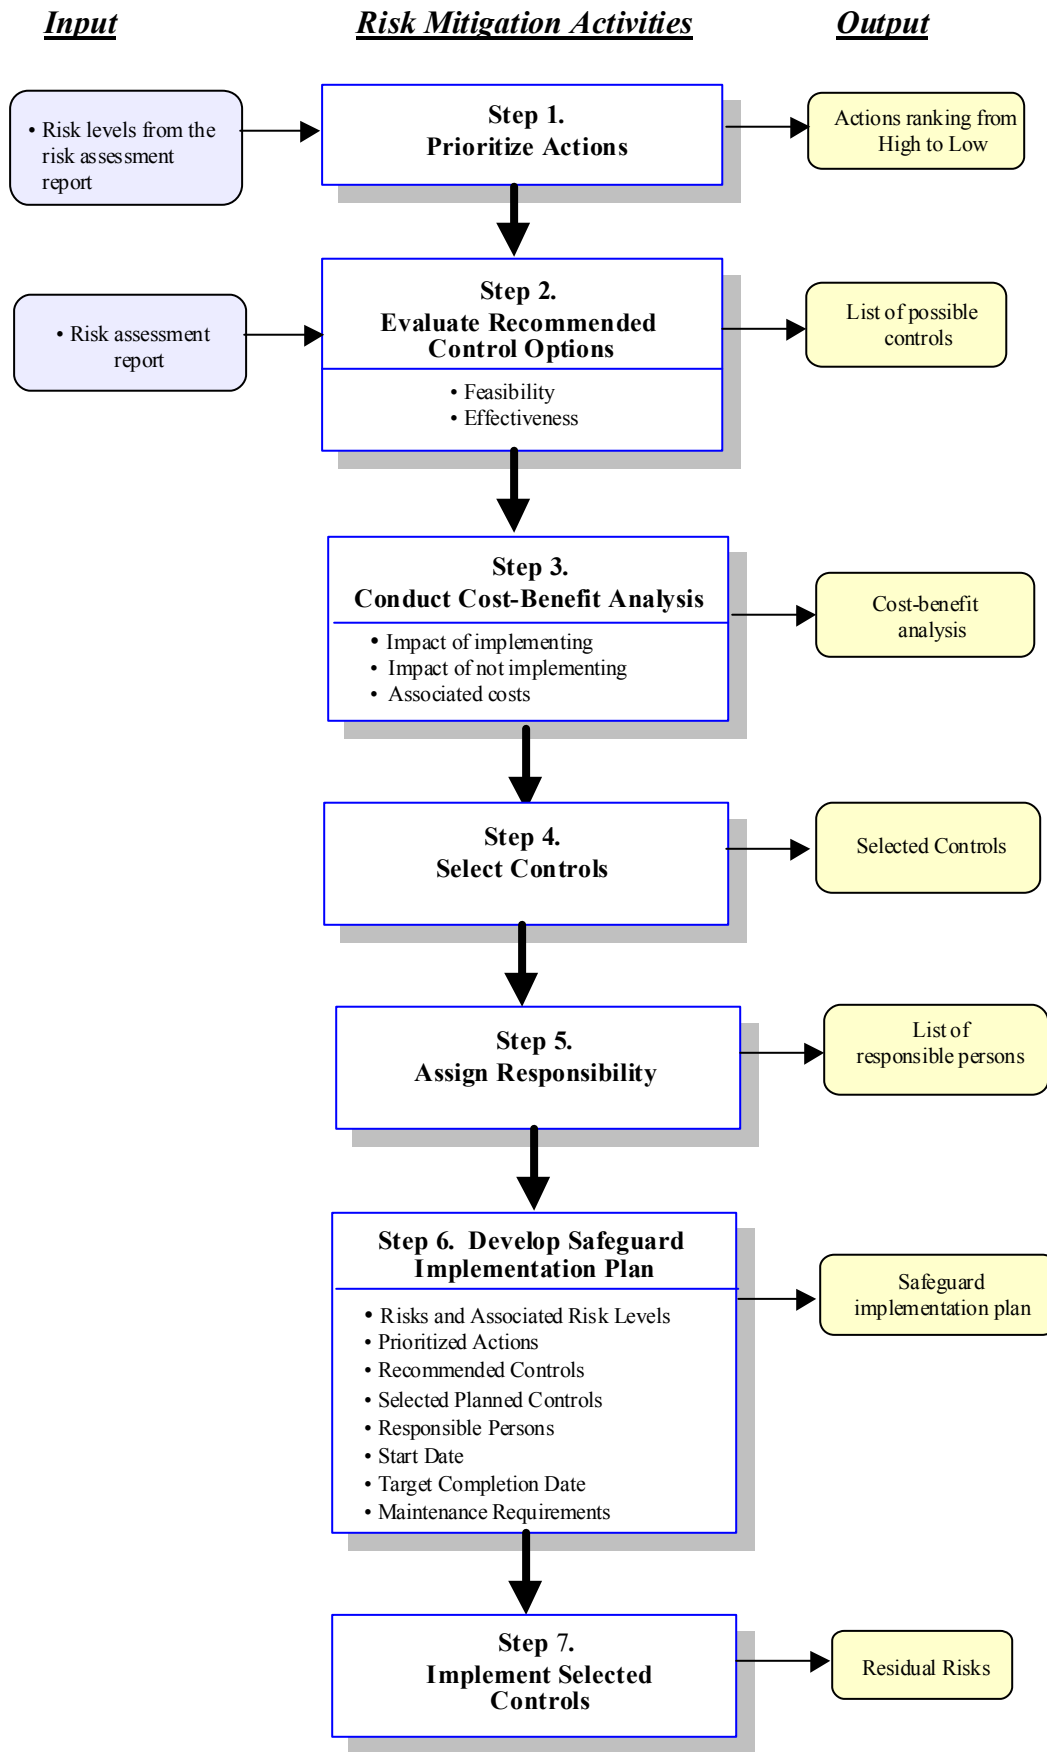 Input
Risk Mitigation Activities
Output
• Risk levels from the
risk assessment
report
Step 1.
Prioritize Actions
Actions ranking from
High to Low
• Risk assessment
report
Step 2.
Evaluate Recommended
Control Options
• Feasibility
• Effectiveness
List of possible
controls
Step 3.
Conduct Cost-Benefit Analysis
• Impact of implementing
• Impact of not implementing
• Associated costs
Cost-benefit
analysis
Step 4.
Select Controls
Selected Controls
Step 5.
Assign Responsibility
List of
responsible persons
Step 6. Develop Safeguard
Implementation Plan
• Risks and Associated Risk Levels
• Prioritized Actions
• Recommended Controls
• Selected Planned Controls
• Responsible Persons
• Start Date
• Target Completion Date
• Maintenance Requirements
Safeguard
implementation plan
Step 7.
Implement Selected
Controls
Residual Risks